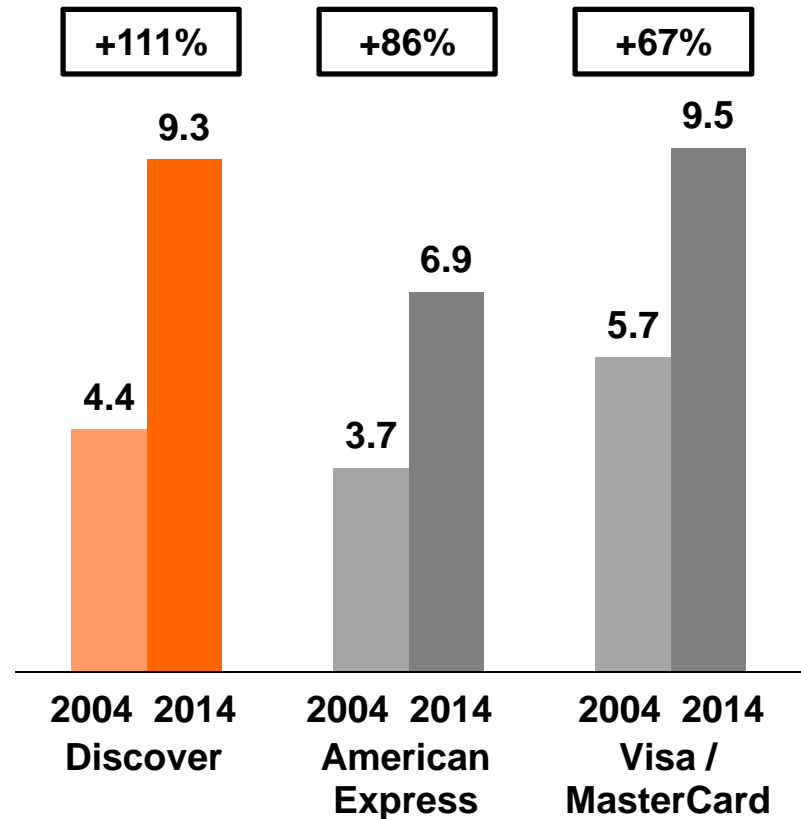 +111% +86% +67%
9.3 9.5
6.9
5.7
4.4
3.7
2004 2014 2004 2014 2004 2014
Discover American Visa /
Express MasterCard